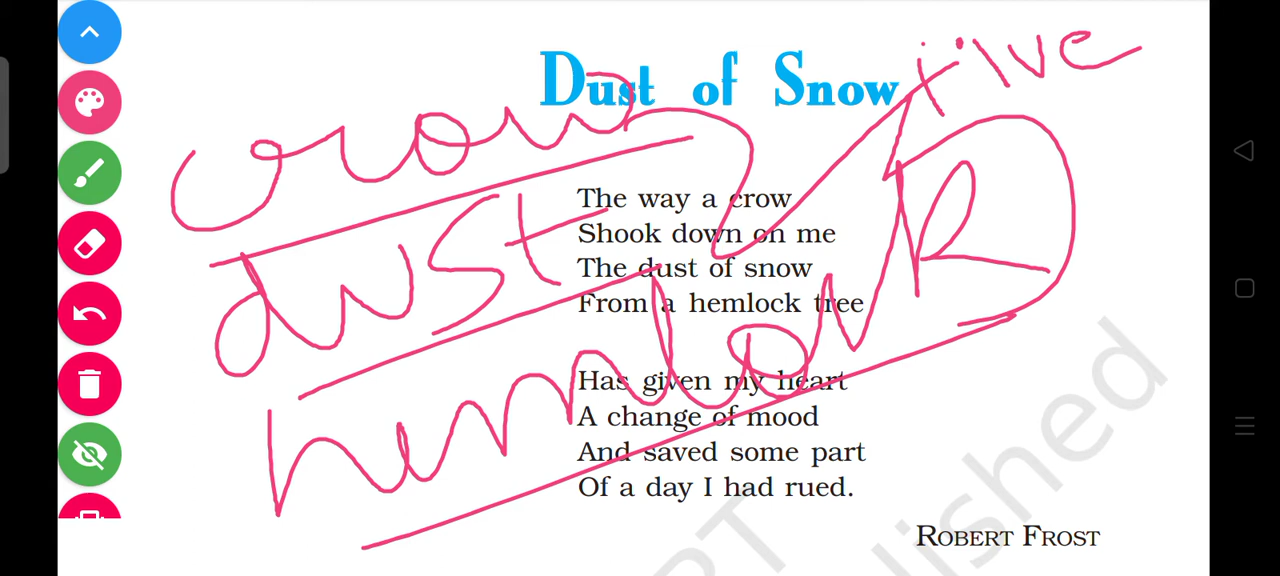 Dust of Snow
crow
The way a crow
Shook down on me
dust
The dust of snow
From a hemlock tree
hemlock
Has given my heart
A change of mood
And saved some part
Of a day I had rued.
ROBERT FROST